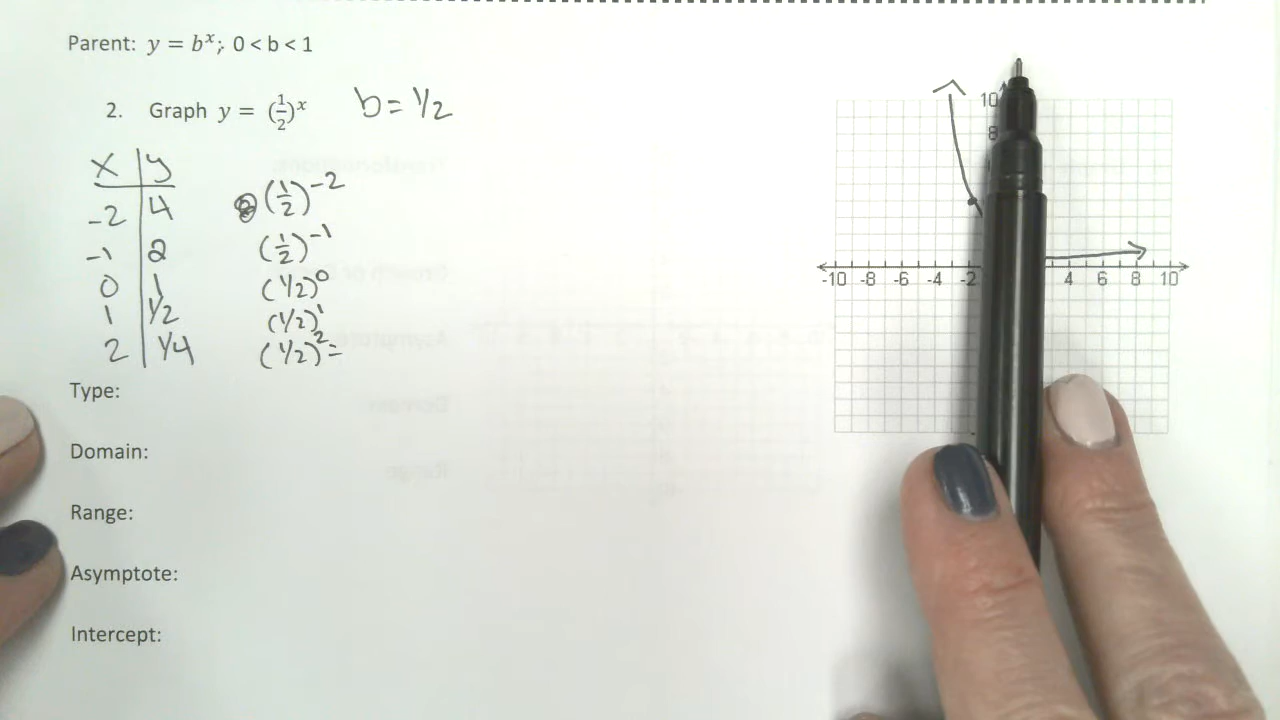 Parent: y = bˣ; 0 < b < 1
2. Graph y = (1/2)ˣ b = 1/2
x y
-2 4 (1/2)⁻²
-1 2 (1/2)⁻¹
0 1 (1/2)⁰
1 1/2 (1/2)¹
2 1/4 (1/2)² =
Type:
Domain:
Range:
Asymptote:
Intercept:
10
8
-10 -8 -6 -4 -2 4 6 8 10